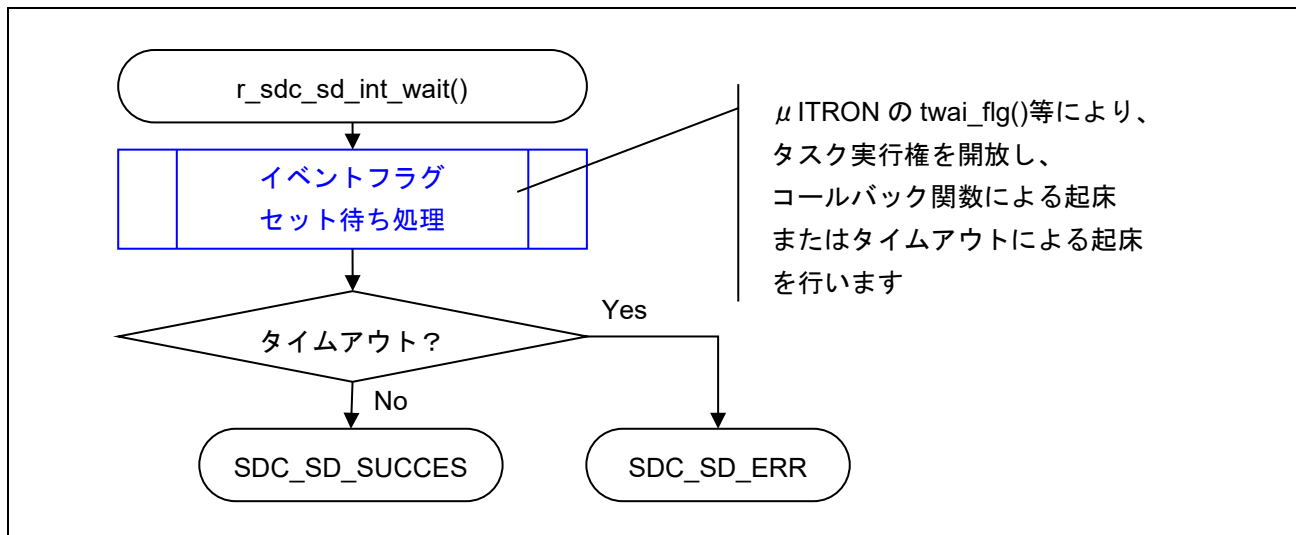 r_sdc_sd_int_wait()
イベントフラグ
セット待ち処理
μITRON の twai_flg()等により、
タスク実行権を開放し、
コールバック関数による起床
またはタイムアウトによる起床
を行います
タイムアウト？
Yes
No
SDC_SD_SUCCES
SDC_SD_ERR